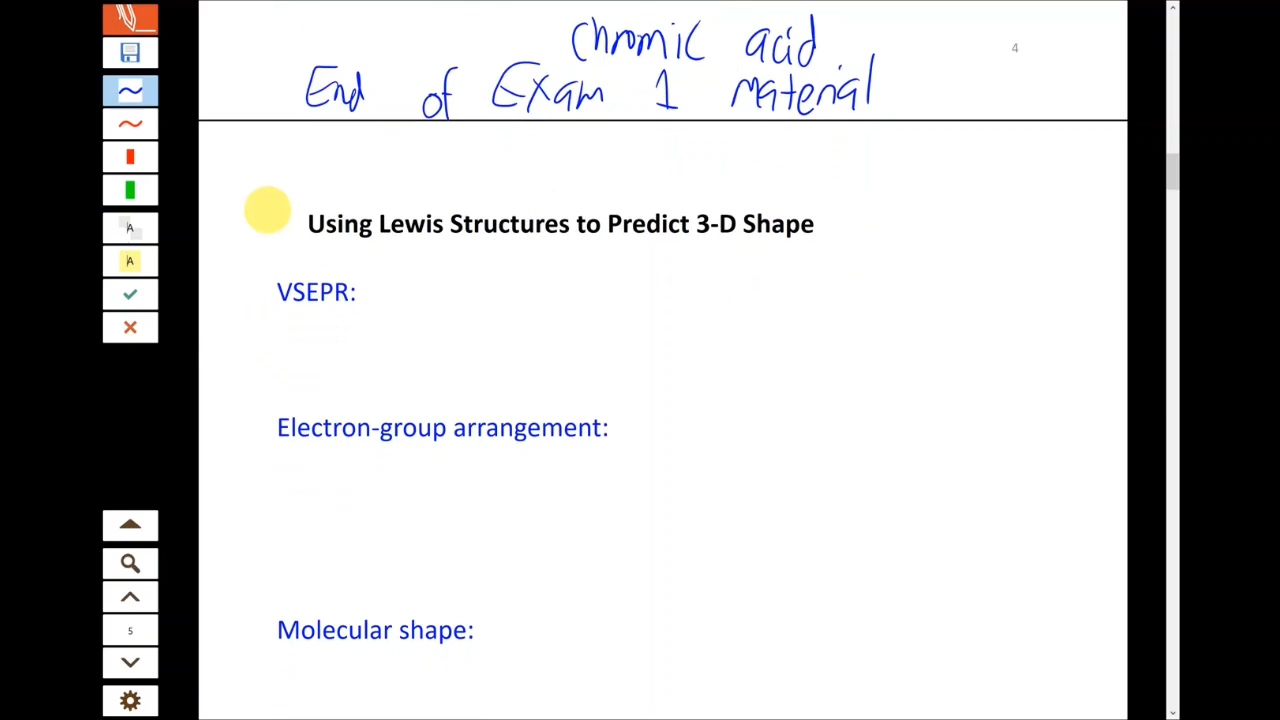 chromic acid
4
End of Exam 1 material
Using Lewis Structures to Predict 3-D Shape
VSEPR:
Electron-group arrangement:
Molecular shape:
A
A
5